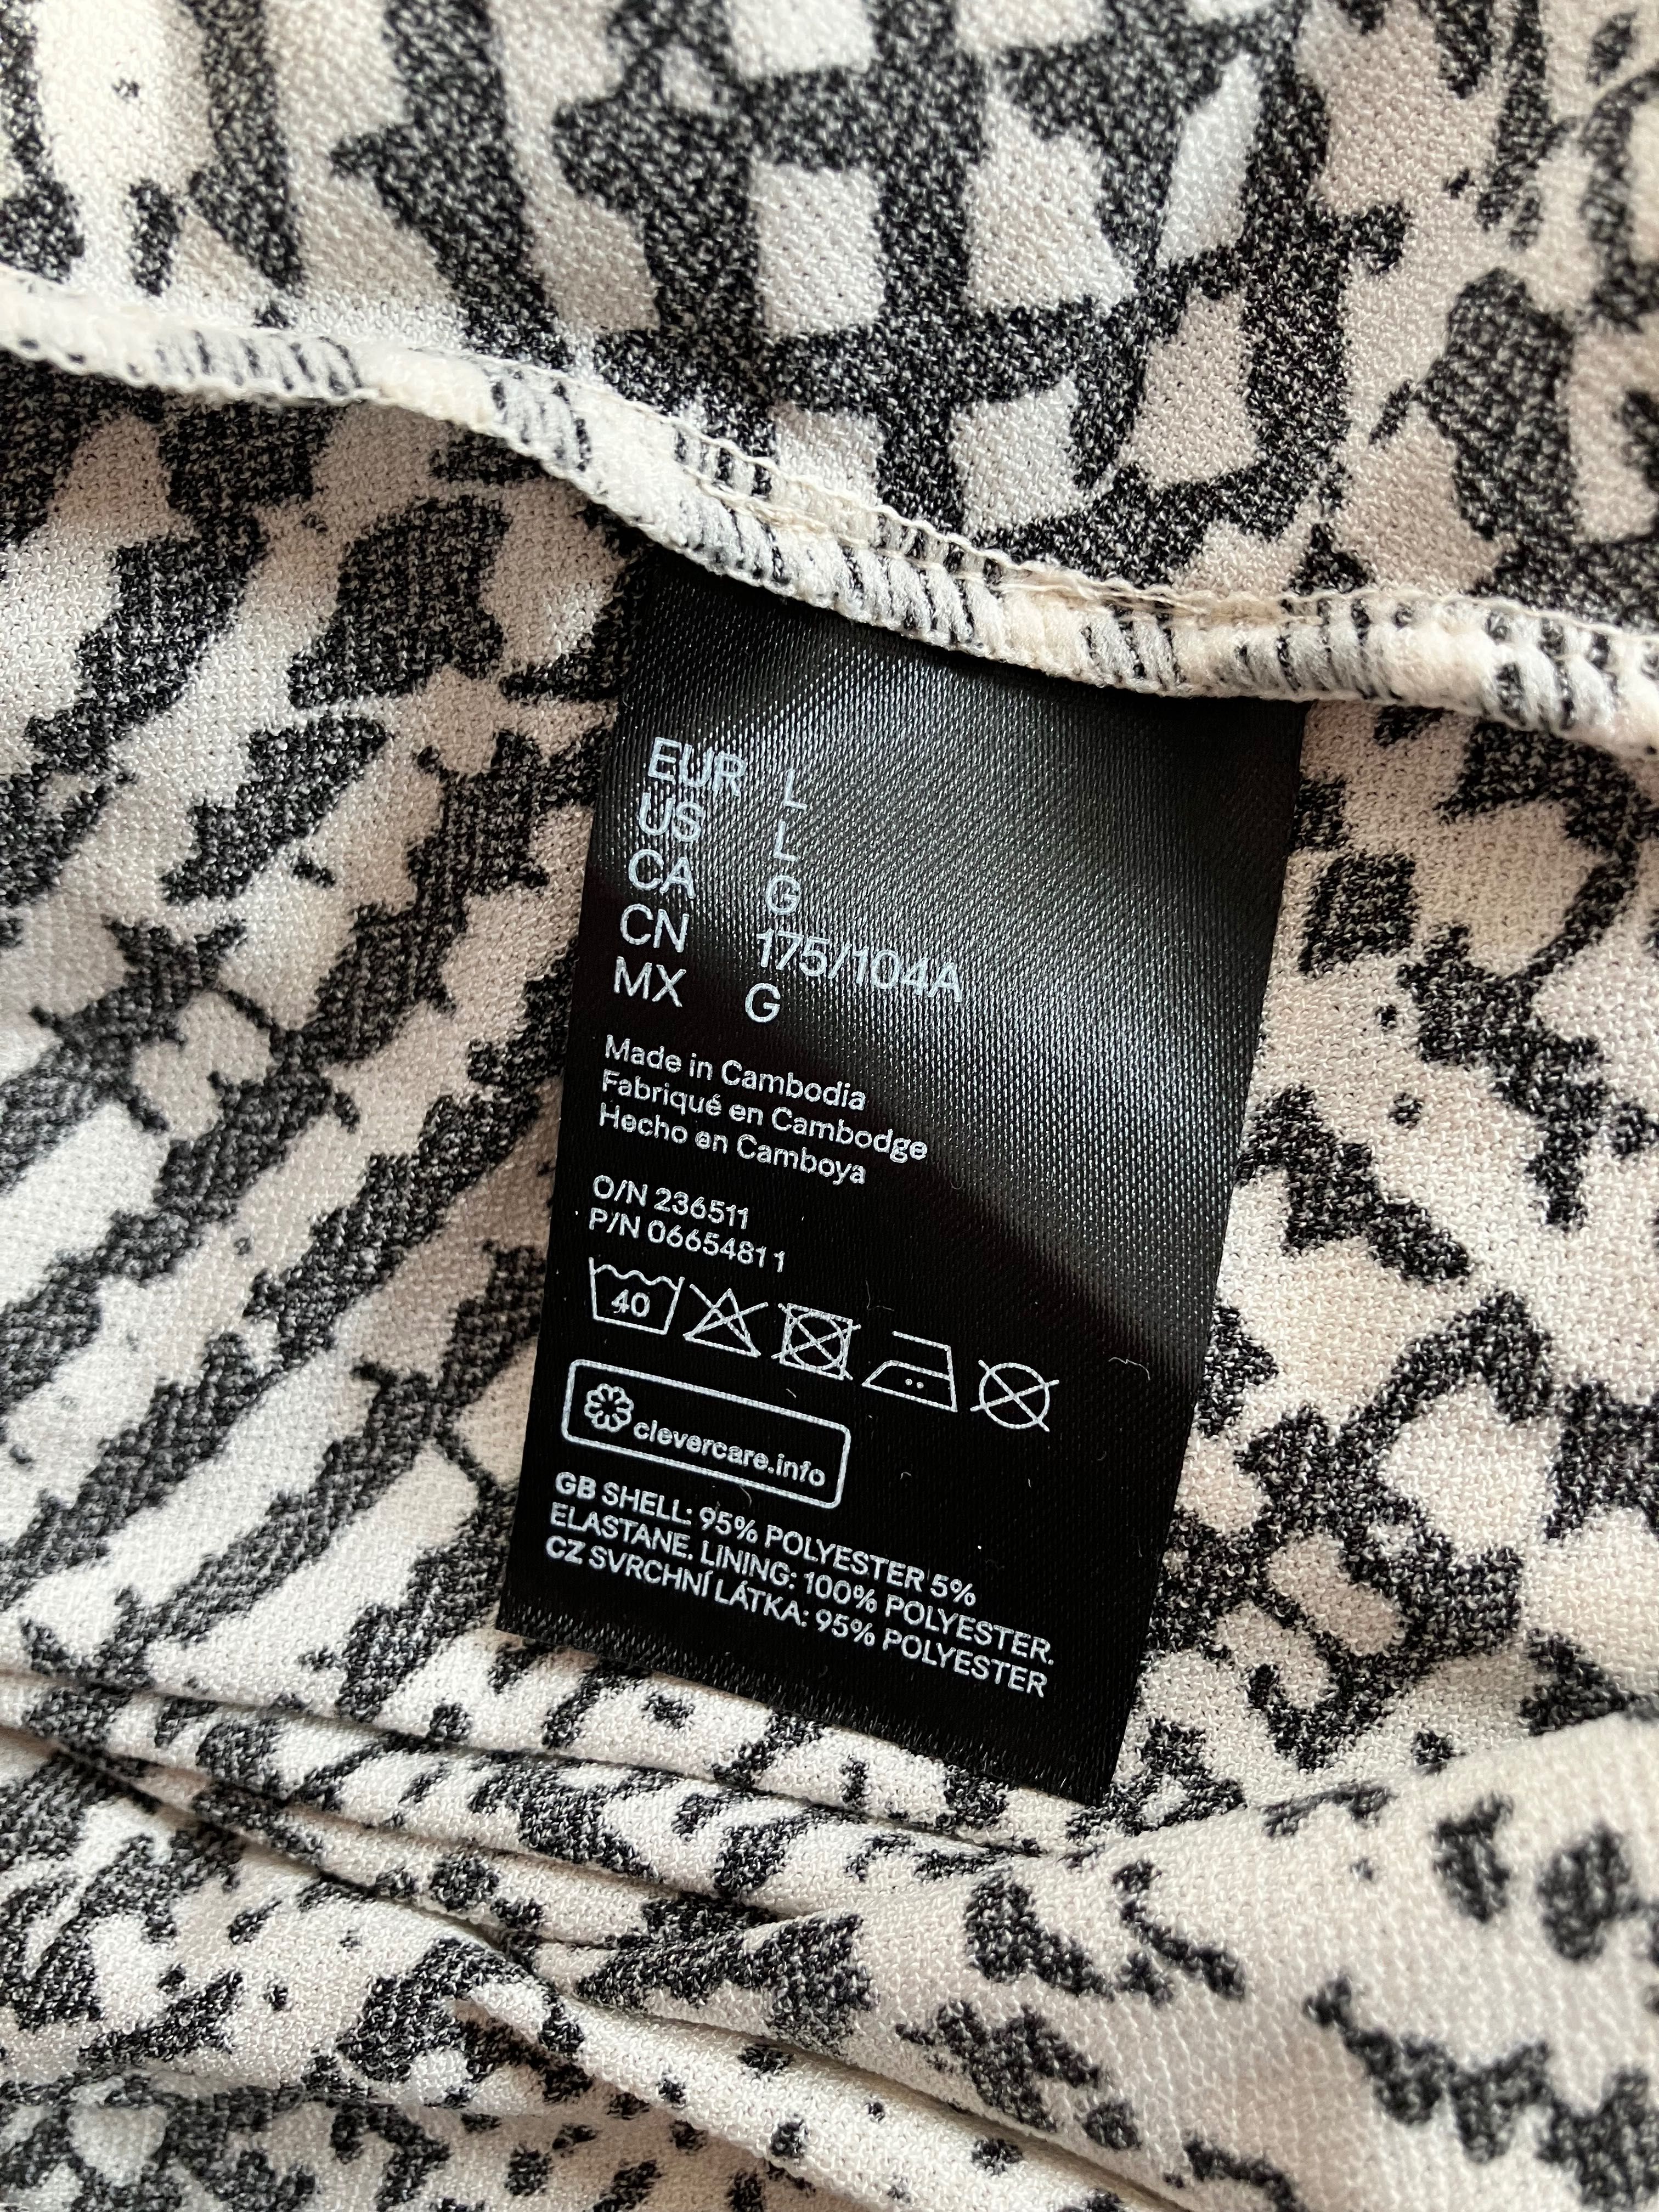 EUR L
US L
CA G
CN 175/104A
MX G
Made in Cambodia
Fabriqué en Cambodge
Hecho en Camboya
O/N 236511
P/N 06654811
40
clevercare.info
GB SHELL: 95% POLYESTER 5%
ELASTANE. LINING: 100% POLYESTER.
CZ SVRCHNÍ LÁTKA: 95% POLYESTER